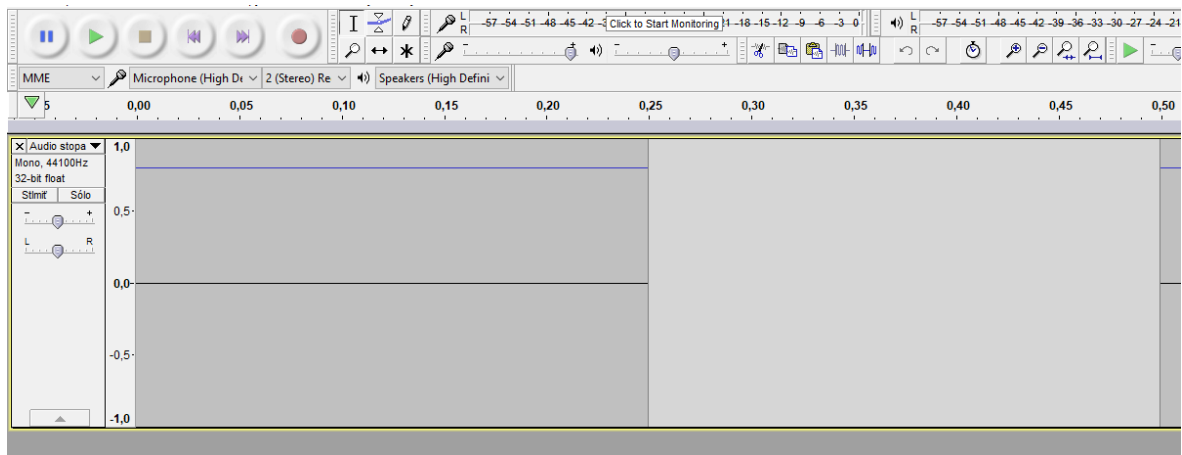 L
R
-57 -54 -51 -48 -45 -42 -3 Click to Start Monitoring 1 -18 -15 -12 -9 -6 -3 0
L
R
-57 -54 -51 -48 -45 -42 -39 -36 -33 -30 -27 -24 -21
MME
Microphone (High De
2 (Stereo) Re
Speakers (High Defini
5 0,00 0,05 0,10 0,15 0,20 0,25 0,30 0,35 0,40 0,45 0,50
X Audio stopa
Mono, 44100Hz
32-bit float
Stlmiť Sólo
- +
L R
1,0
0,5
0,0
-0,5
-1,0